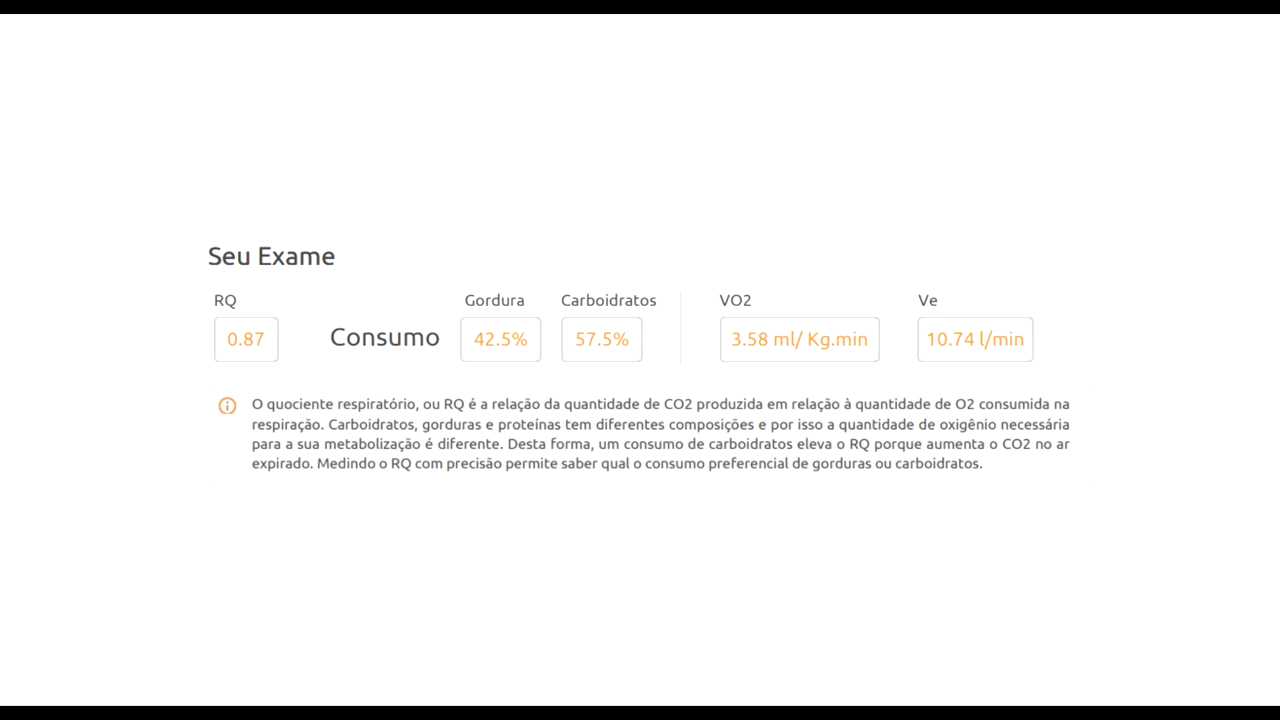 Seu Exame
RQ Gordura Carboidratos VO2 Ve
0.87 Consumo 42.5% 57.5% 3.58 ml/ Kg.min 10.74 l/min
O quociente respiratório, ou RQ é a relação da quantidade de CO2 produzida em relação à quantidade de O2 consumida na
respiração. Carboidratos, gorduras e proteínas tem diferentes composições e por isso a quantidade de oxigênio necessária
para a sua metabolização é diferente. Desta forma, um consumo de carboidratos eleva o RQ porque aumenta o CO2 no ar
expirado. Medindo o RQ com precisão permite saber qual o consumo preferencial de gorduras ou carboidratos.